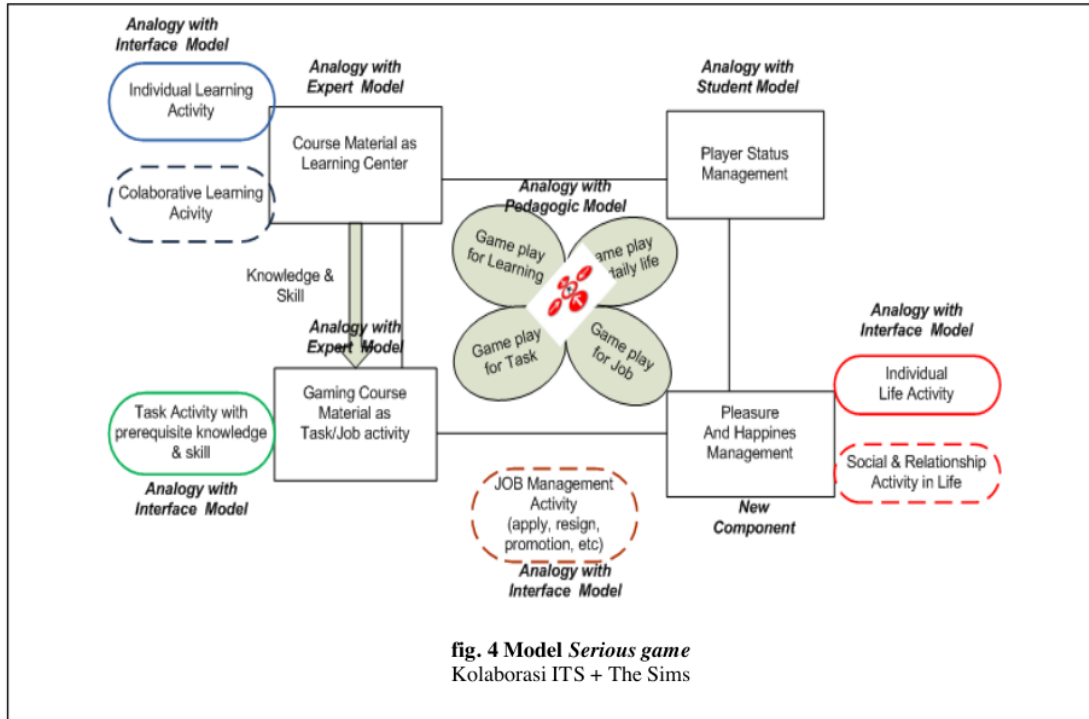 Analogy with
Interface Model
Individual Learning
Activity
Colaborative Learning
Acivity
Analogy with
Expert Model
Course Material as
Learning Center
Analogy with
Student Model
Player Status
Management
Analogy with
Pedagogic Model
Game play
for Learning
ame play
daily life
Game play
for Task
Game play
for Job
Knowledge &
Skill
Analogy with
Expert Model
Gaming Course
Material as
Task/Job activity
Task Activity with
prerequisite knowledge
& skill
Analogy with
Interface Model
Analogy with
Interface Model
Individual
Life Activity
Pleasure
And Happines
Management
Social & Relationship
Activity in Life
New
Component
JOB Management
Activity
(apply, resign,
promotion, etc)
Analogy with
Interface Model
fig. 4 Model Serious game
Kolaborasi ITS + The Sims